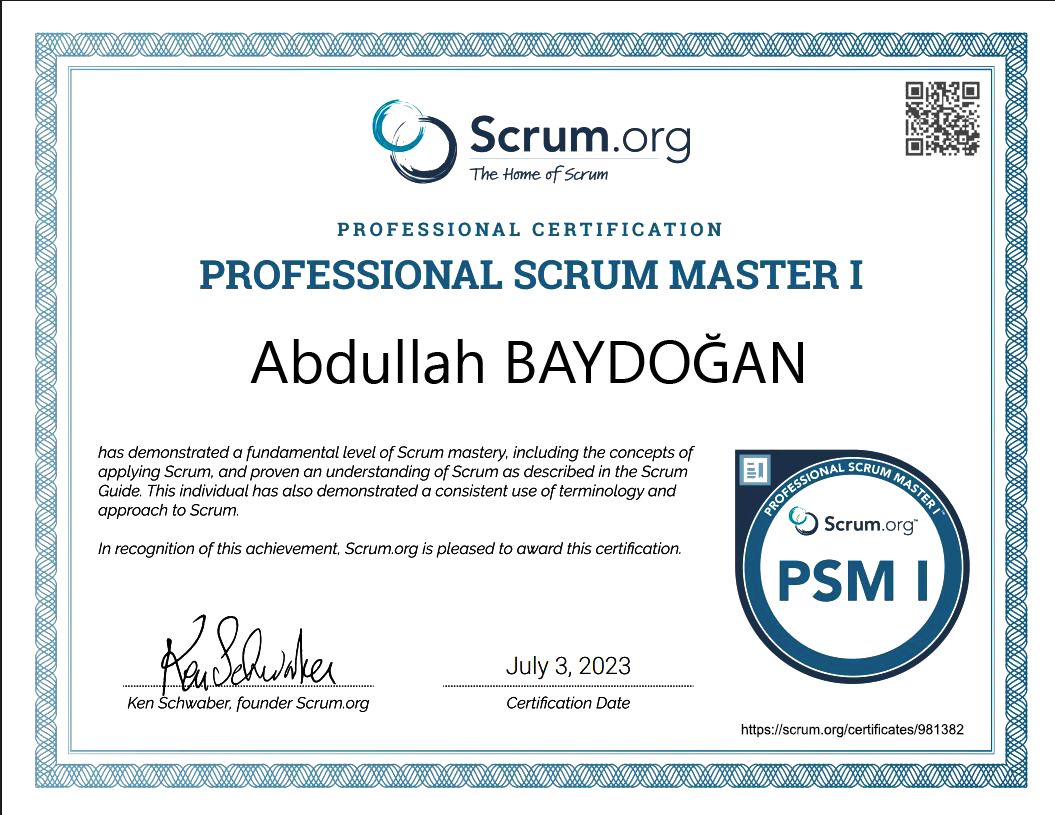 Scrum.org
The Home of Scrum
PROFESSIONAL CERTIFICATION
PROFESSIONAL SCRUM MASTER I
Abdullah BAYDOĞAN
has demonstrated a fundamental level of Scrum mastery, including the concepts of
applying Scrum, and proven an understanding of Scrum as described in the Scrum
Guide. This individual has also demonstrated a consistent use of terminology and
approach to Scrum.
In recognition of this achievement, Scrum.org is pleased to award this certification.
PROFESSIONAL SCRUM MASTER I
Scrum.org™
PSM I
Ken Schwaber
July 3, 2023
Ken Schwaber, founder Scrum.org
Certification Date
https://scrum.org/certificates/981382